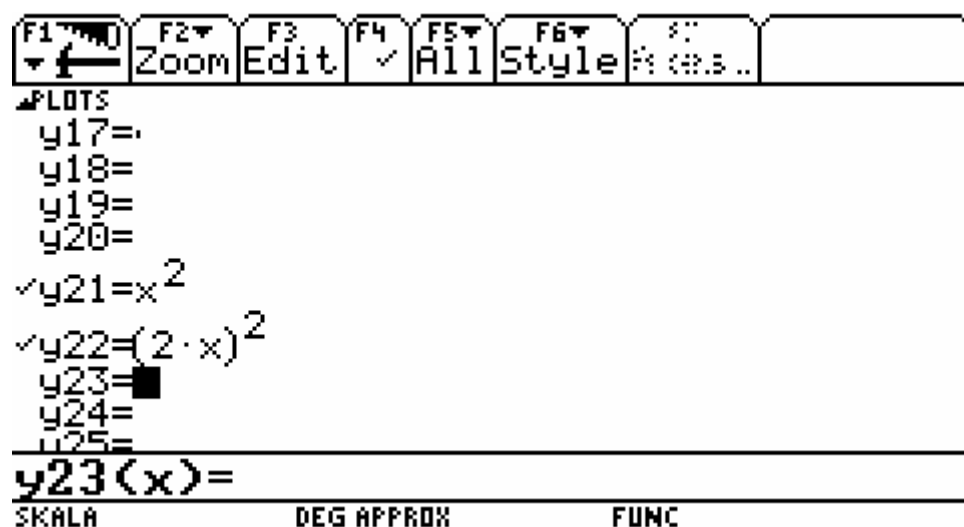 F1 F2 F3 F4 F5 F6
Zoom Edit ✓ All Style
PLOTS
y17=
y18=
y19=
y20=
✓y21=x²
✓y22=(2·x)²
y23=
y24=
y25=
y23(x)=
SKALA DEG APPROX FUNC